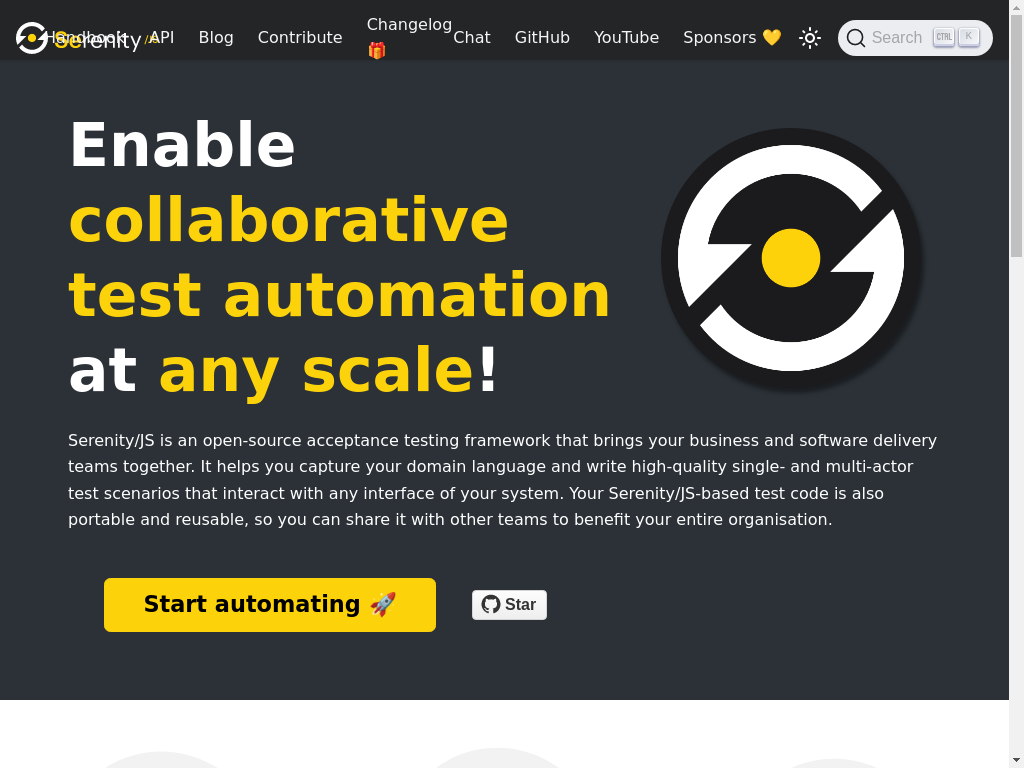 Serenity/JS
Handbook API Blog Contribute Changelog 🎁 Chat GitHub YouTube Sponsors 💛
Search CTRL K
Enable
collaborative
test automation
at any scale!
Serenity/JS is an open-source acceptance testing framework that brings your business and software delivery
teams together. It helps you capture your domain language and write high-quality single- and multi-actor
test scenarios that interact with any interface of your system. Your Serenity/JS-based test code is also
portable and reusable, so you can share it with other teams to benefit your entire organisation.
Start automating 🚀
Star